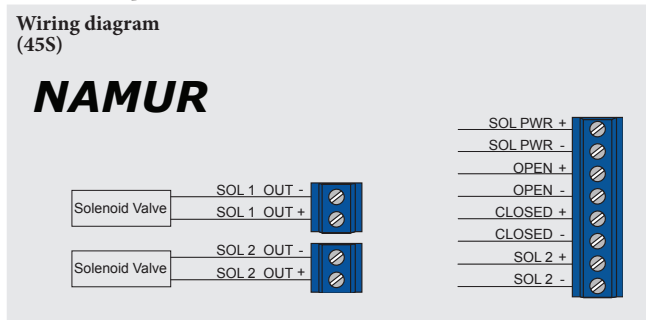 Wiring diagram
(45S)
NAMUR
Solenoid Valve
SOL 1 OUT -
SOL 1 OUT +
Solenoid Valve
SOL 2 OUT -
SOL 2 OUT +
SOL PWR +
SOL PWR -
OPEN +
OPEN -
CLOSED +
CLOSED -
SOL 2 +
SOL 2 -